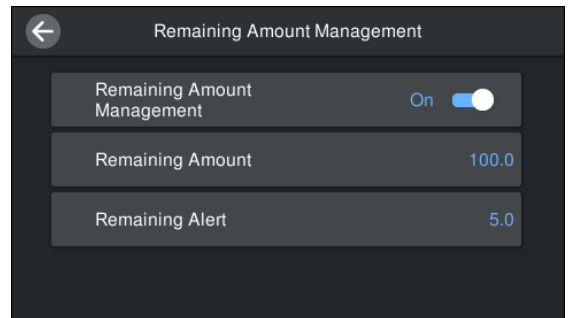 Remaining Amount Management
Remaining Amount
Management
On
Remaining Amount
100.0
Remaining Alert
5.0